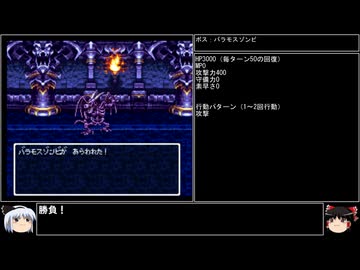 ボス：バラモスゾンビ
HP3000（毎ターン50の回復）
MP0
攻撃力400
守備力0
素早さ0
行動パターン（1〜2回行動）
攻撃
バラモスゾンビが　あらわれた！
勝負！